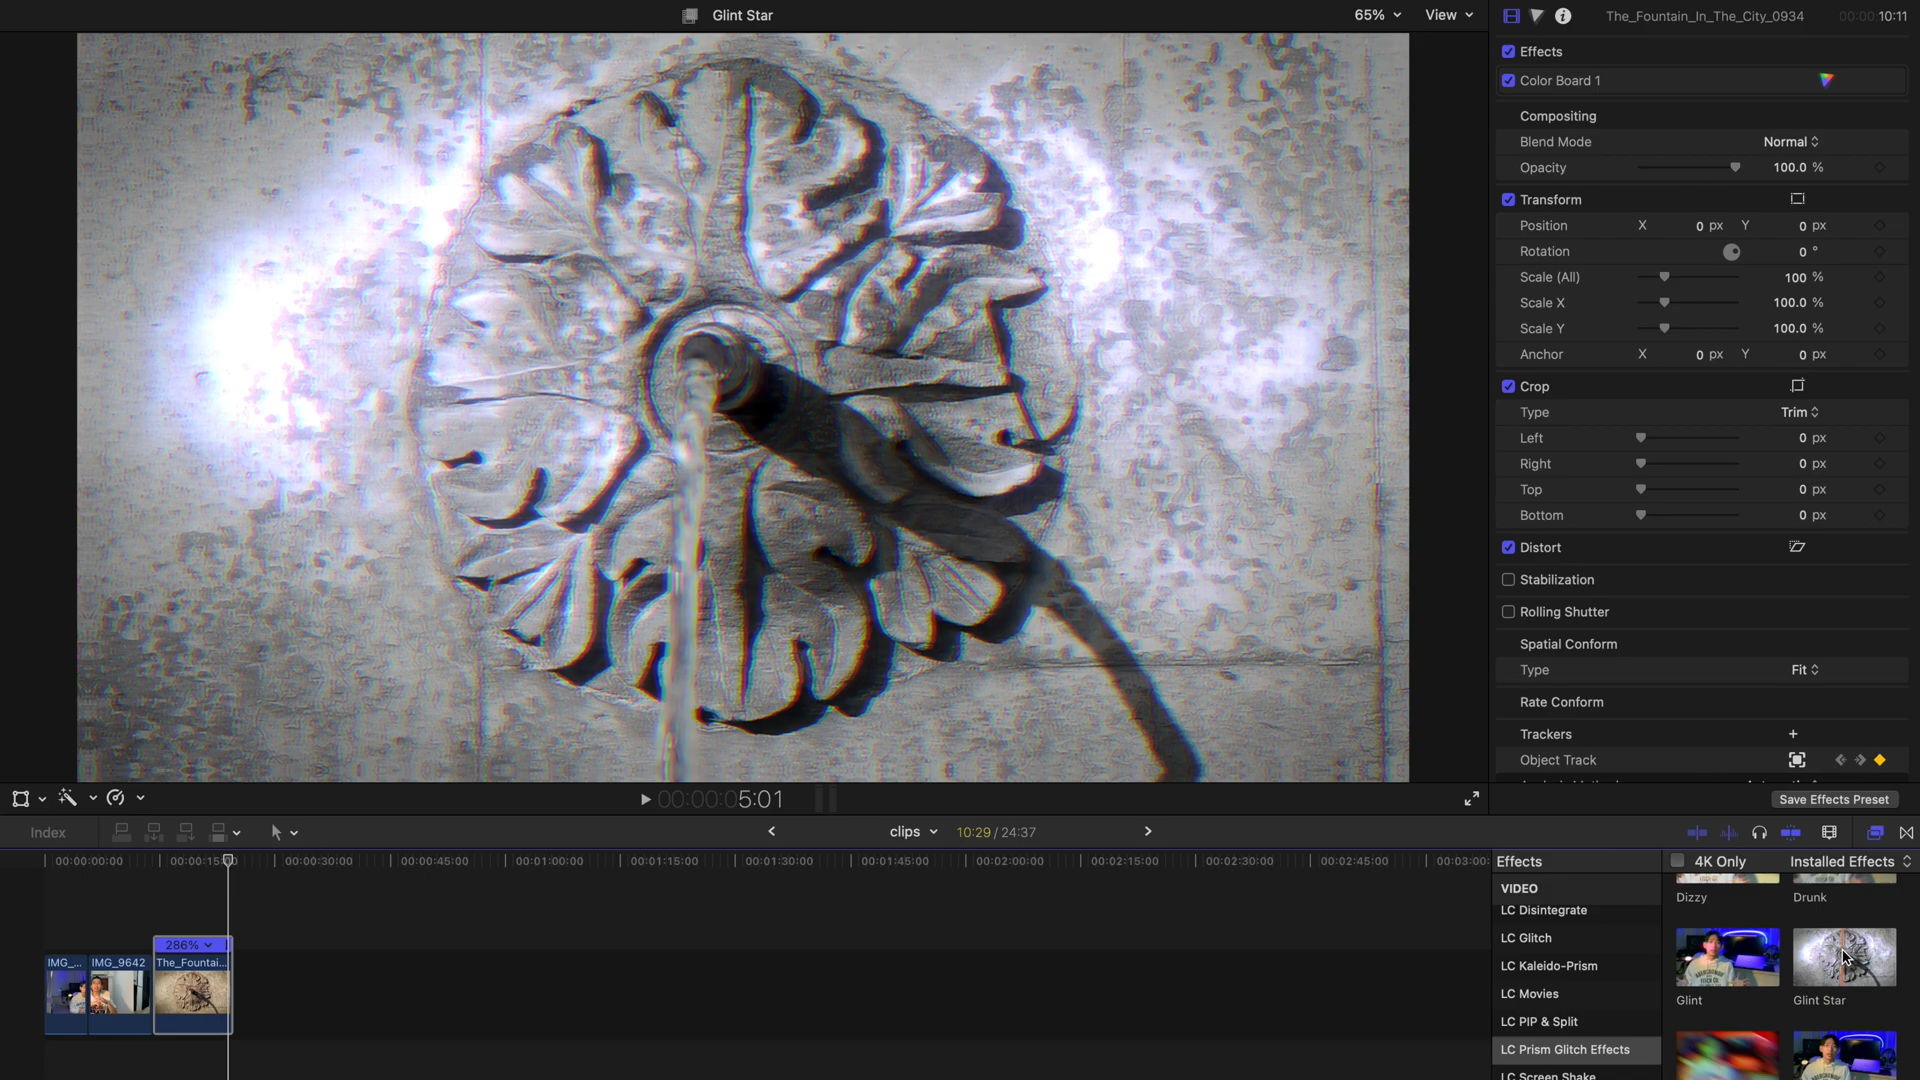 Glint Star
65%
View
The_Fountain_In_The_City_0934
00:00:10:11
Effects
Color Board 1
Compositing
Blend Mode Normal
Opacity 100.0 %
Transform
Position X 0 px Y 0 px
Rotation 0 °
Scale (All) 100 %
Scale X 100.0 %
Scale Y 100.0 %
Anchor X 0 px Y 0 px
Crop
Type Trim
Left 0 px
Right 0 px
Top 0 px
Bottom 0 px
Distort
Stabilization
Rolling Shutter
Spatial Conform
Type Fit
Rate Conform
Trackers
Object Track
00:00:05:01
Save Effects Preset
Index
clips
10:29 / 24:37
00:00:00:00 00:00:15:00 00:00:30:00 00:00:45:00 00:01:00:00 00:01:15:00 00:01:30:00 00:01:45:00 00:02:00:00 00:02:15:00 00:02:30:00 00:02:45:00 00:03:00:
286%
IMG_... IMG_9642 The_Fountai...
Effects
4K Only
Installed Effects
VIDEO
LC Disintegrate
LC Glitch
LC Kaleido-Prism
LC Movies
LC PIP & Split
LC Prism Glitch Effects
LC Screen Shake
Dizzy
Drunk
Glint
Glint Star